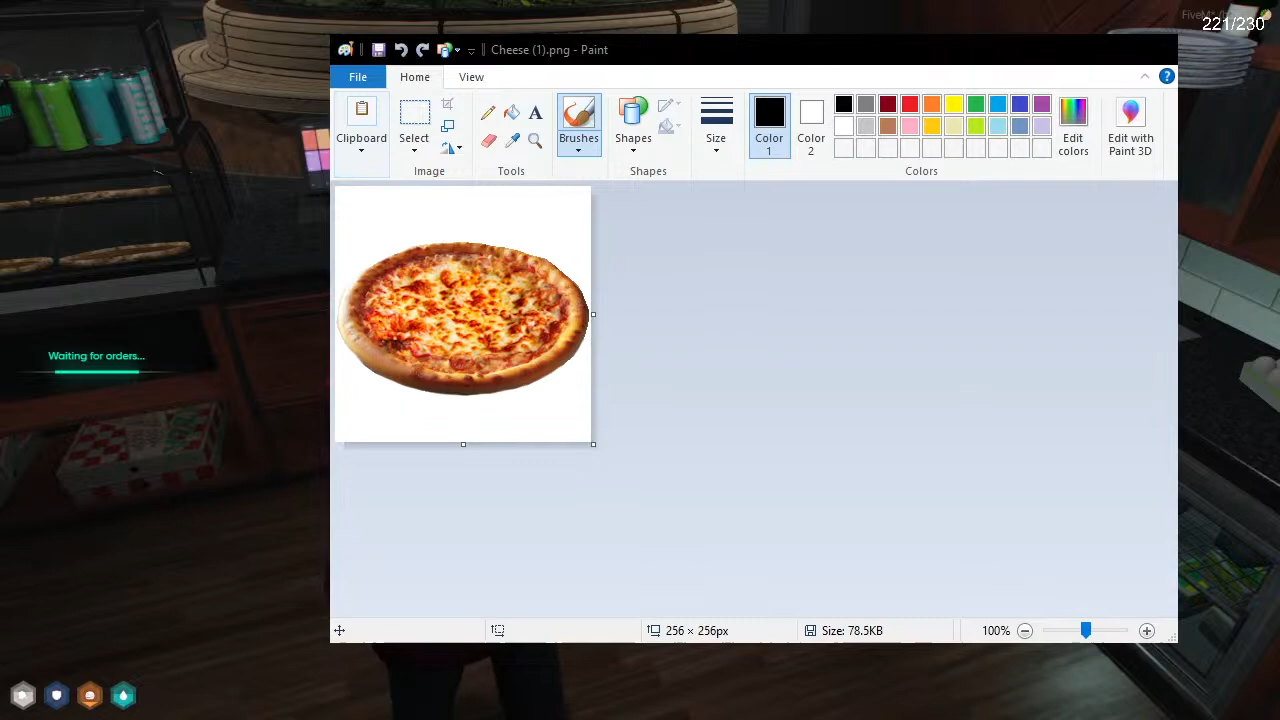 FiveM*
221/230
Cheese (1).png - Paint
File
Home
View
Clipboard
Select
Brushes
Shapes
Size
Color 1
Color 2
Edit colors
Edit with Paint 3D
Image
Tools
Shapes
Colors
Waiting for orders...
256 × 256px
Size: 78.5KB
100%